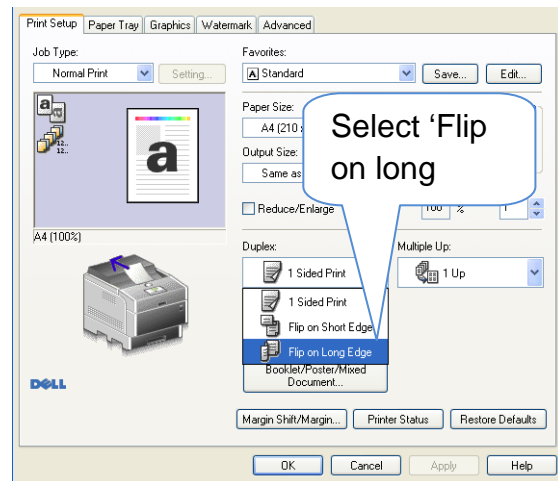 Print Setup Paper Tray Graphics Watermark Advanced
Job Type:
Normal Print
Setting...
Favorites:
A Standard
Save... Edit...
a
a
12..
12..
a
A4 (100%)
Paper Size:
A4 (210
Output Size:
Same as
Select ‘Flip
on long
Reduce/Enlarge 100 % 1
Duplex:
1 Sided Print
Multiple Up:
1 Up
1 Sided Print
Flip on Short Edge
Flip on Long Edge
Booklet/Poster/Mixed
Document...
DELL
Margin Shift/Margin... Printer Status Restore Defaults
OK Cancel Apply Help